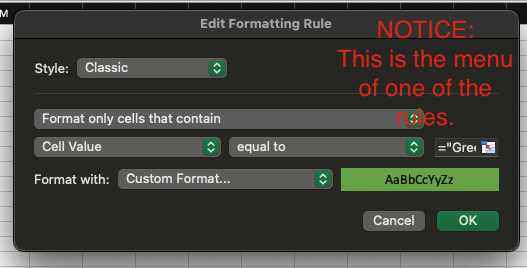 M
Edit Formatting Rule
NOTICE:
This is the menu
of one of the
rules.
Style:
Classic
Format only cells that contain
Cell Value
equal to
="Gree
Format with:
Custom Format...
AaBbCcYyZz
Cancel
OK